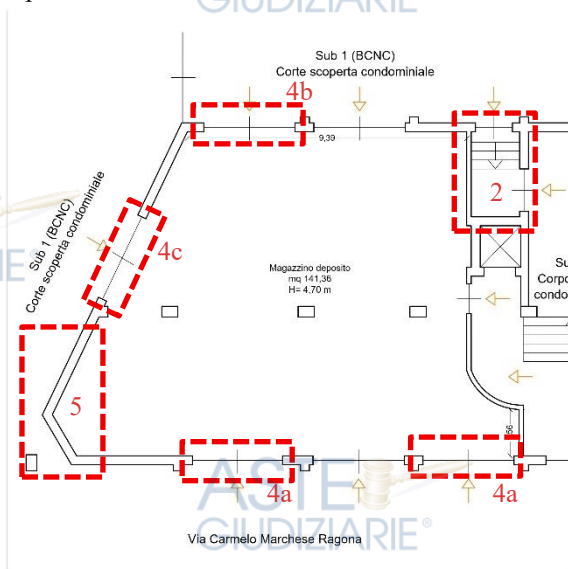 GIUDIZIARIE
Sub 1 (BCNC)
Corte scoperta condominiale
4b
9,39
2
Sub 1 (BCNC)
Corte scoperta condominiale
4c
Magazzino deposito
mq 141,36
H= 4,70 m
5
56
4a
4a
ASTE
GIUDIZIARIE®
Via Carmelo Marchese Ragona